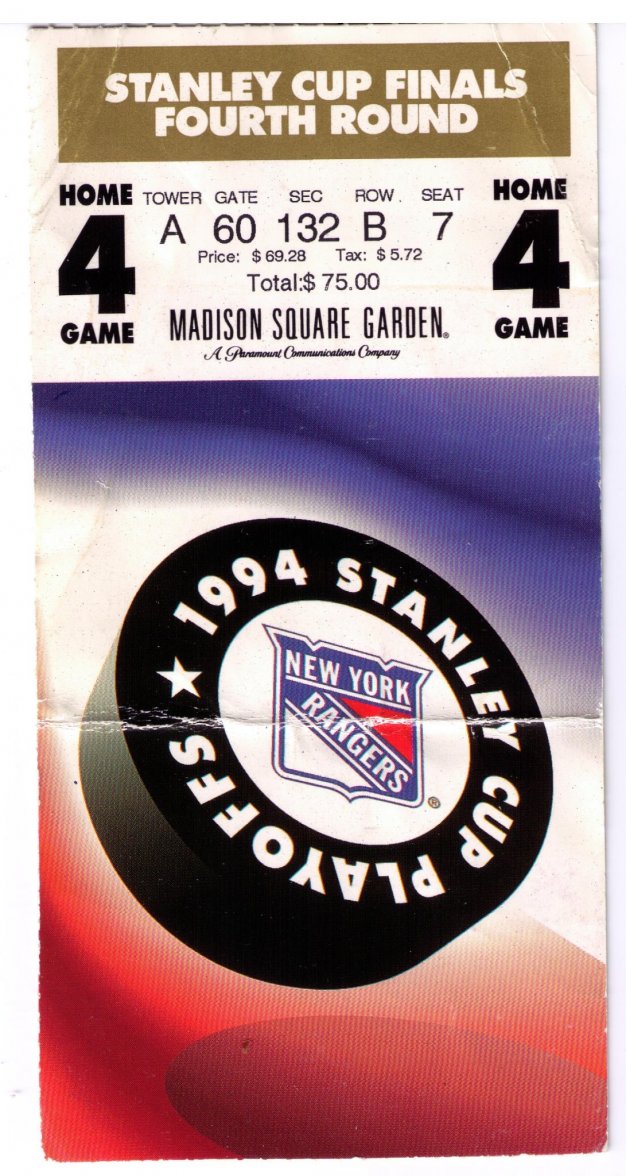 STANLEY CUP FINALS
FOURTH ROUND
HOME
4
GAME
TOWER GATE SEC ROW SEAT
A 60 132 B 7
Price: $ 69.28 Tax: $ 5.72
Total:$ 75.00
MADISON SQUARE GARDEN®
A Paramount Communications Company
HOME
4
GAME
1994 STANLEY CUP PLAYOFFS ★
NEW YORK
RANGERS
®